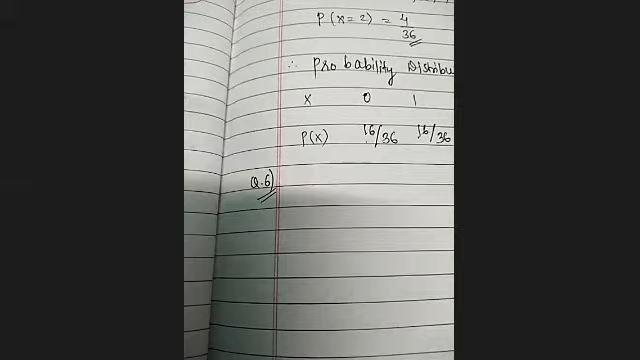 P(x=2) = 4/36
∴ Probability Distribu
x 0 1
P(x) 16/36 16/36
Q.6)